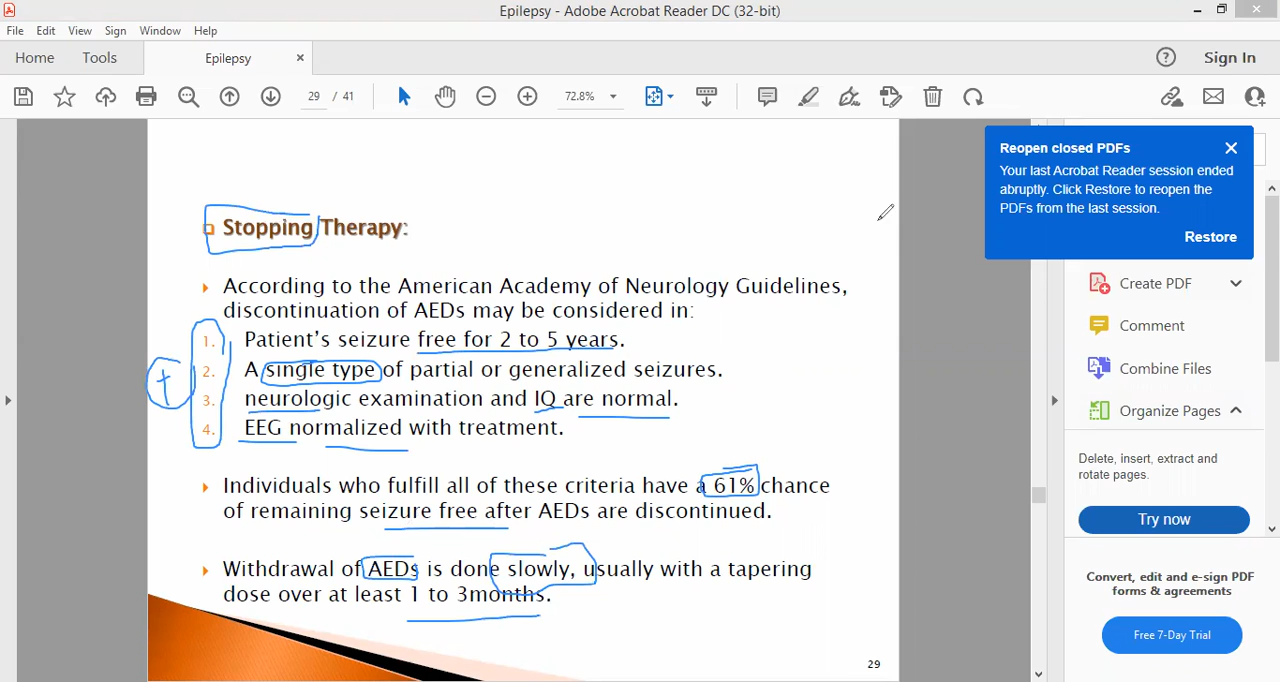 Epilepsy - Adobe Acrobat Reader DC (32-bit)
File Edit View Sign Window Help
Home Tools Epilepsy × Sign In
29 / 41 72.8%
Reopen closed PDFs
Your last Acrobat Reader session ended
abruptly. Click Restore to reopen the
PDFs from the last session.
Restore
Stopping Therapy:
According to the American Academy of Neurology Guidelines,
discontinuation of AEDs may be considered in:
1. Patient's seizure free for 2 to 5 years.
2. A single type of partial or generalized seizures.
3. neurologic examination and IQ are normal.
4. EEG normalized with treatment.
+
Individuals who fulfill all of these criteria have a 61% chance
of remaining seizure free after AEDs are discontinued.
Withdrawal of AEDs is done slowly, usually with a tapering
dose over at least 1 to 3months.
29
Create PDF
Comment
Combine Files
Organize Pages
Delete, insert, extract and
rotate pages.
Try now
Convert, edit and e-sign PDF
forms & agreements
Free 7-Day Trial